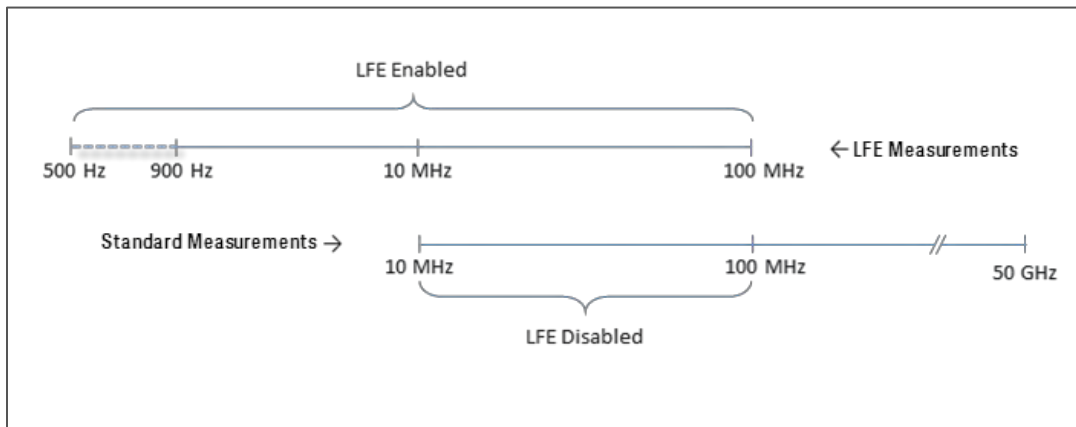 LFE Enabled
500 Hz 900 Hz 10 MHz 100 MHz ← LFE Measurements
Standard Measurements →
10 MHz 100 MHz 50 GHz
LFE Disabled